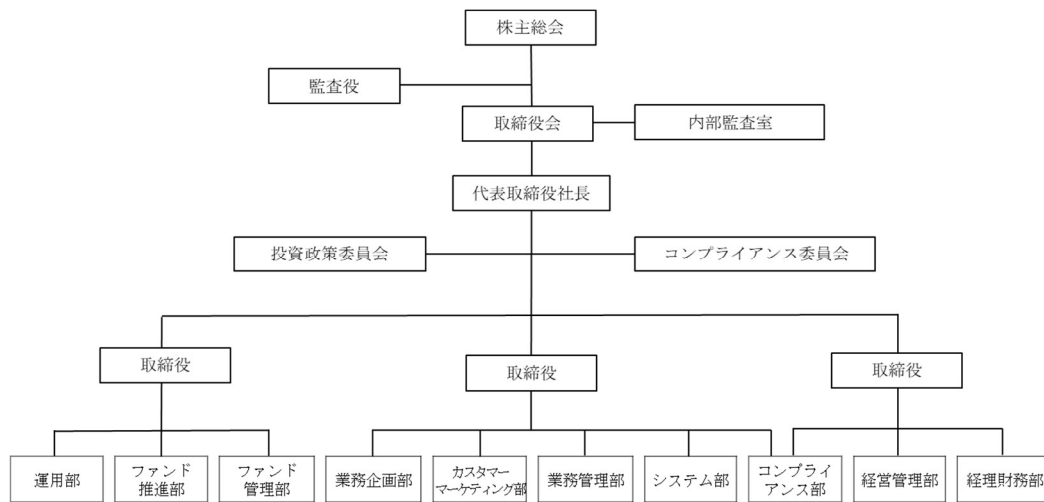 株主総会
監査役
取締役会
内部監査室
代表取締役社長
投資政策委員会
コンプライアンス委員会
取締役
取締役
取締役
運用部
ファンド
推進部
ファンド
管理部
業務企画部
カスタマー
マーケティング部
業務管理部
システム部
コンプライ
アンス部
経営管理部
経理財務部